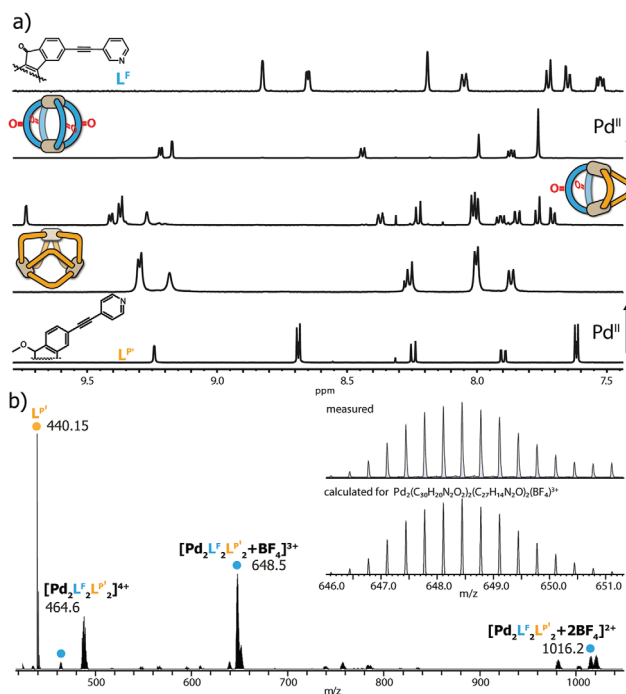 a)
O
N
L^F
O
O
O
O
Pd^II
O
O
N
O
L^P'
Pd^II
9.5
9.0
8.5
8.0
7.5
ppm
b)
L^P'
440.15
measured
calculated for Pd₂(C₃₀H₂₀N₂O₂)₂(C₂₇H₁₄N₂O)₂(BF₄)³⁺
[Pd₂L^F₂L^P'₂+BF₄]³⁺
648.5
[Pd₂L^F₂L^P'₂]⁴⁺
464.6
646.0 647.0 648.0 649.0 650.0 651.0
m/z
[Pd₂L^F₂L^P'₂+2BF₄]²⁺
1016.2
500 600 700 800 900 1000
m/z